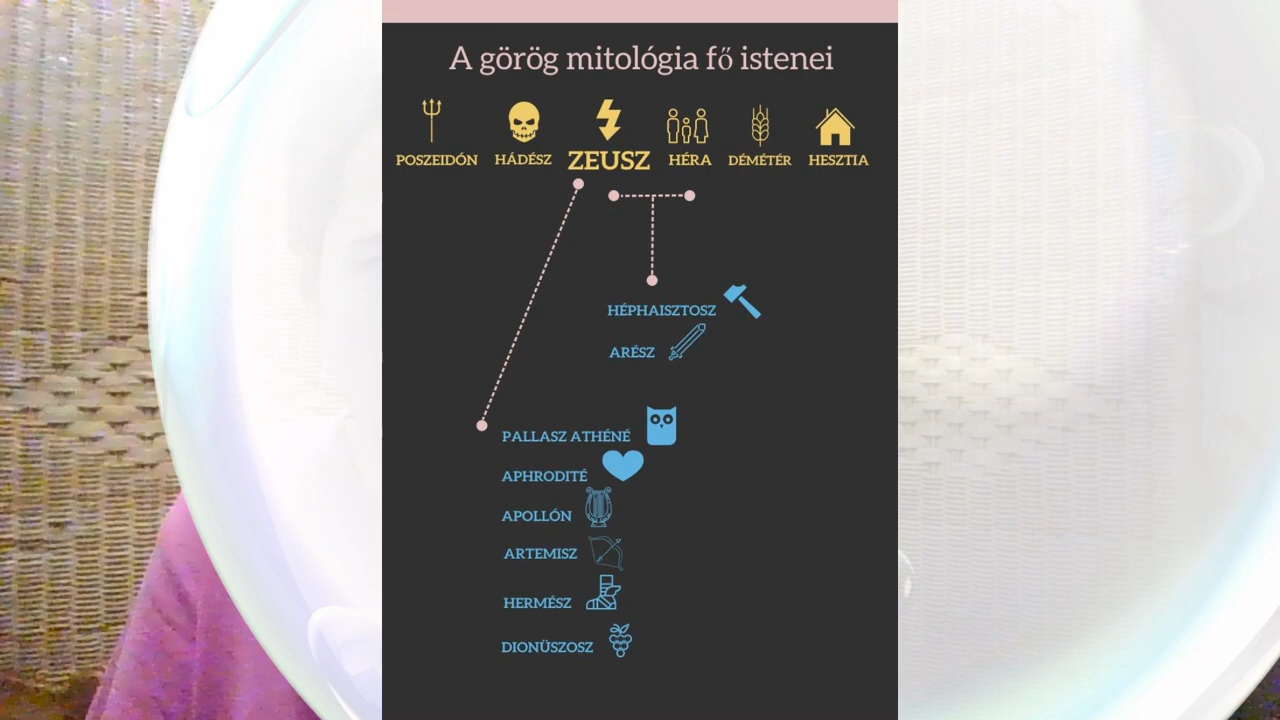 A görög mitológia fő istenei
POSZEIDÓN HÁDÉSZ ZEUSZ HÉRA DÉMÉTÉR HESZTIA
HÉPHAISZTOSZ
ARÉSZ
PALLASZ ATHÉNÉ
APHRODITÉ
APOLLÓN
ARTEMISZ
HERMÉSZ
DIONÜSZOSZ